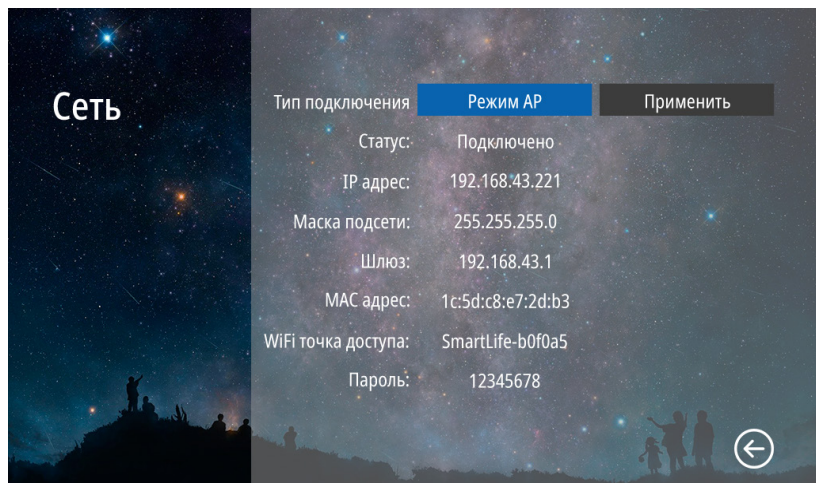 Сеть
Тип подключения Режим AP Применить
Статус: Подключено
IP адрес: 192.168.43.221
Маска подсети: 255.255.255.0
Шлюз: 192.168.43.1
MAC адрес: 1c:5d:c8:e7:2d:b3
WiFi точка доступа: SmartLife-b0f0a5
Пароль: 12345678